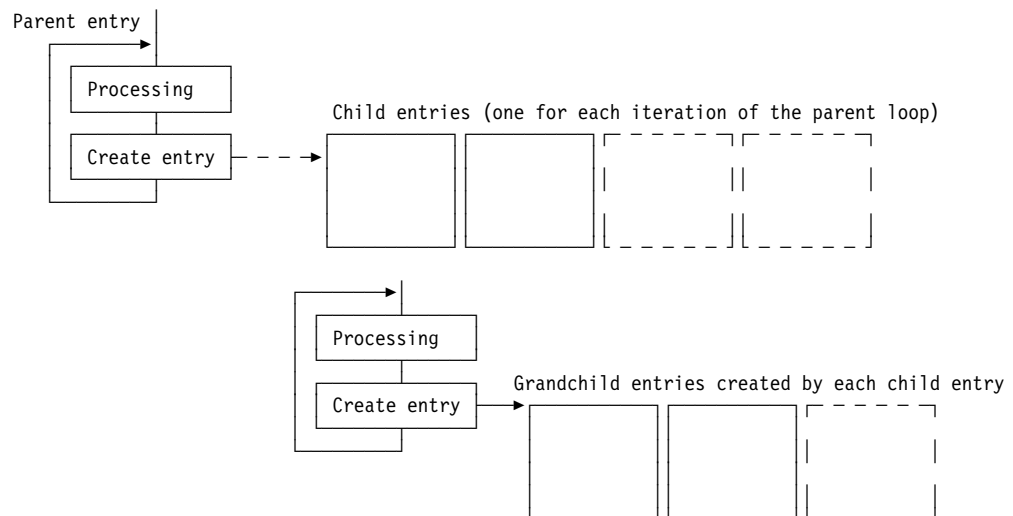 Parent entry
Processing
Child entries (one for each iteration of the parent loop)
Create entry
Processing
Grandchild entries created by each child entry
Create entry